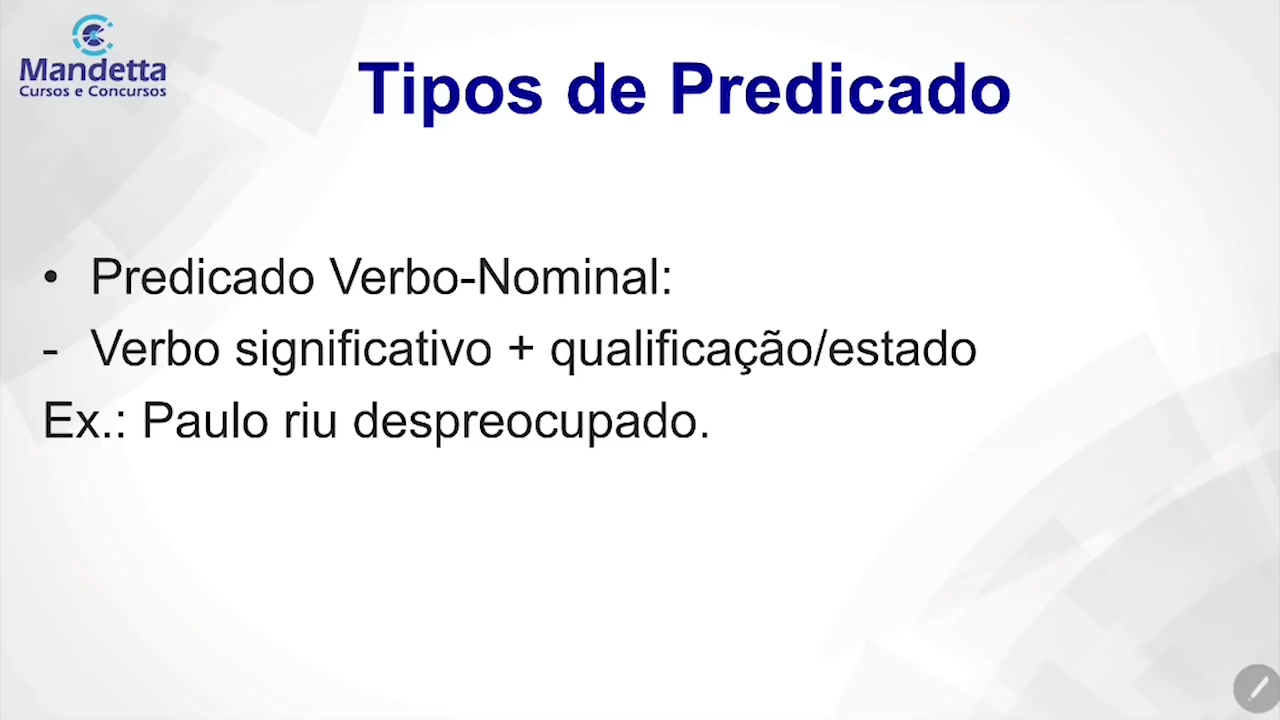 Mandetta
Cursos e Concursos
Tipos de Predicado
• Predicado Verbo-Nominal:
- Verbo significativo + qualificação/estado
Ex.: Paulo riu despreocupado.